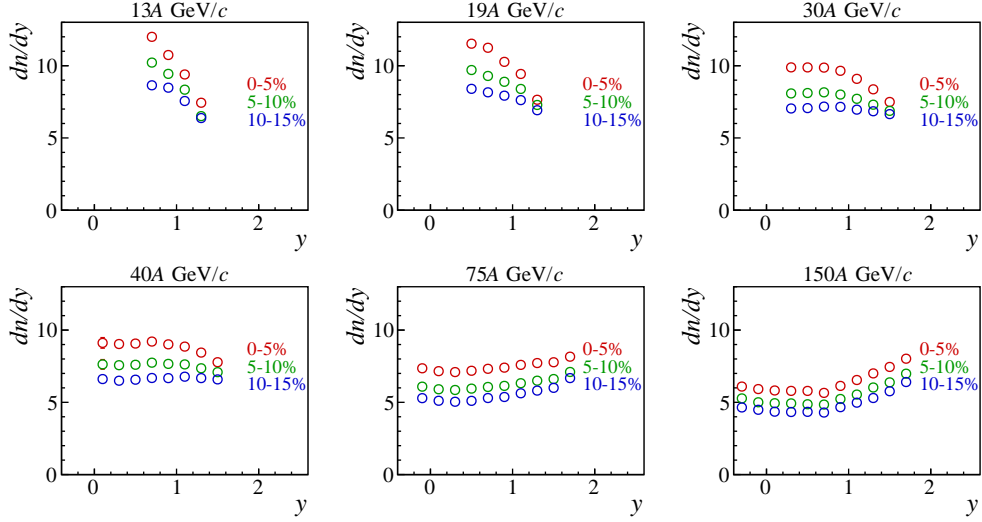 13A GeV/c
dn/dy
10
5
0
0-5%
5-10%
10-15%
0 1 2
y
19A GeV/c
dn/dy
10
5
0
0-5%
5-10%
10-15%
0 1 2
y
30A GeV/c
dn/dy
10
5
0
0-5%
5-10%
10-15%
0 1 2
y
40A GeV/c
dn/dy
10
5
0
0-5%
5-10%
10-15%
0 1 2
y
75A GeV/c
dn/dy
10
5
0
0-5%
5-10%
10-15%
0 1 2
y
150A GeV/c
dn/dy
10
5
0
0-5%
5-10%
10-15%
0 1 2
y